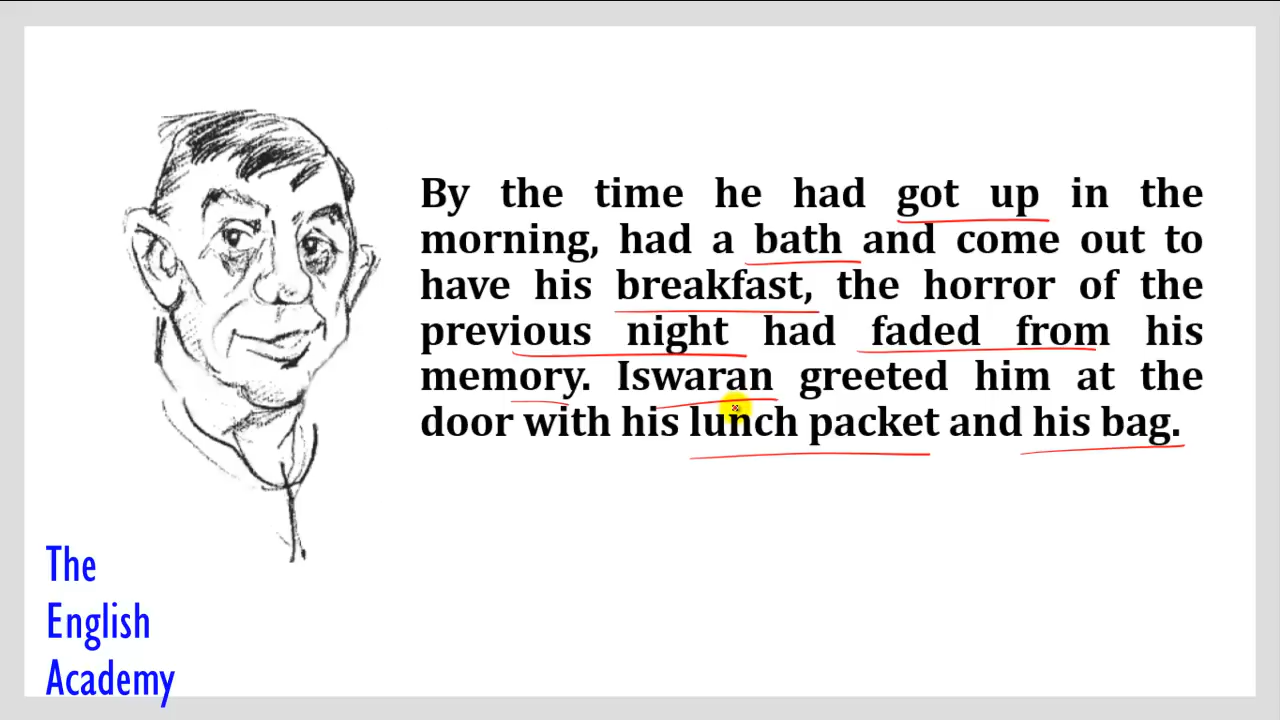 By the time he had got up in the
morning, had a bath and come out to
have his breakfast, the horror of the
previous night had faded from his
memory. Iswaran greeted him at the
door with his lunch packet and his bag.
The
English
Academy